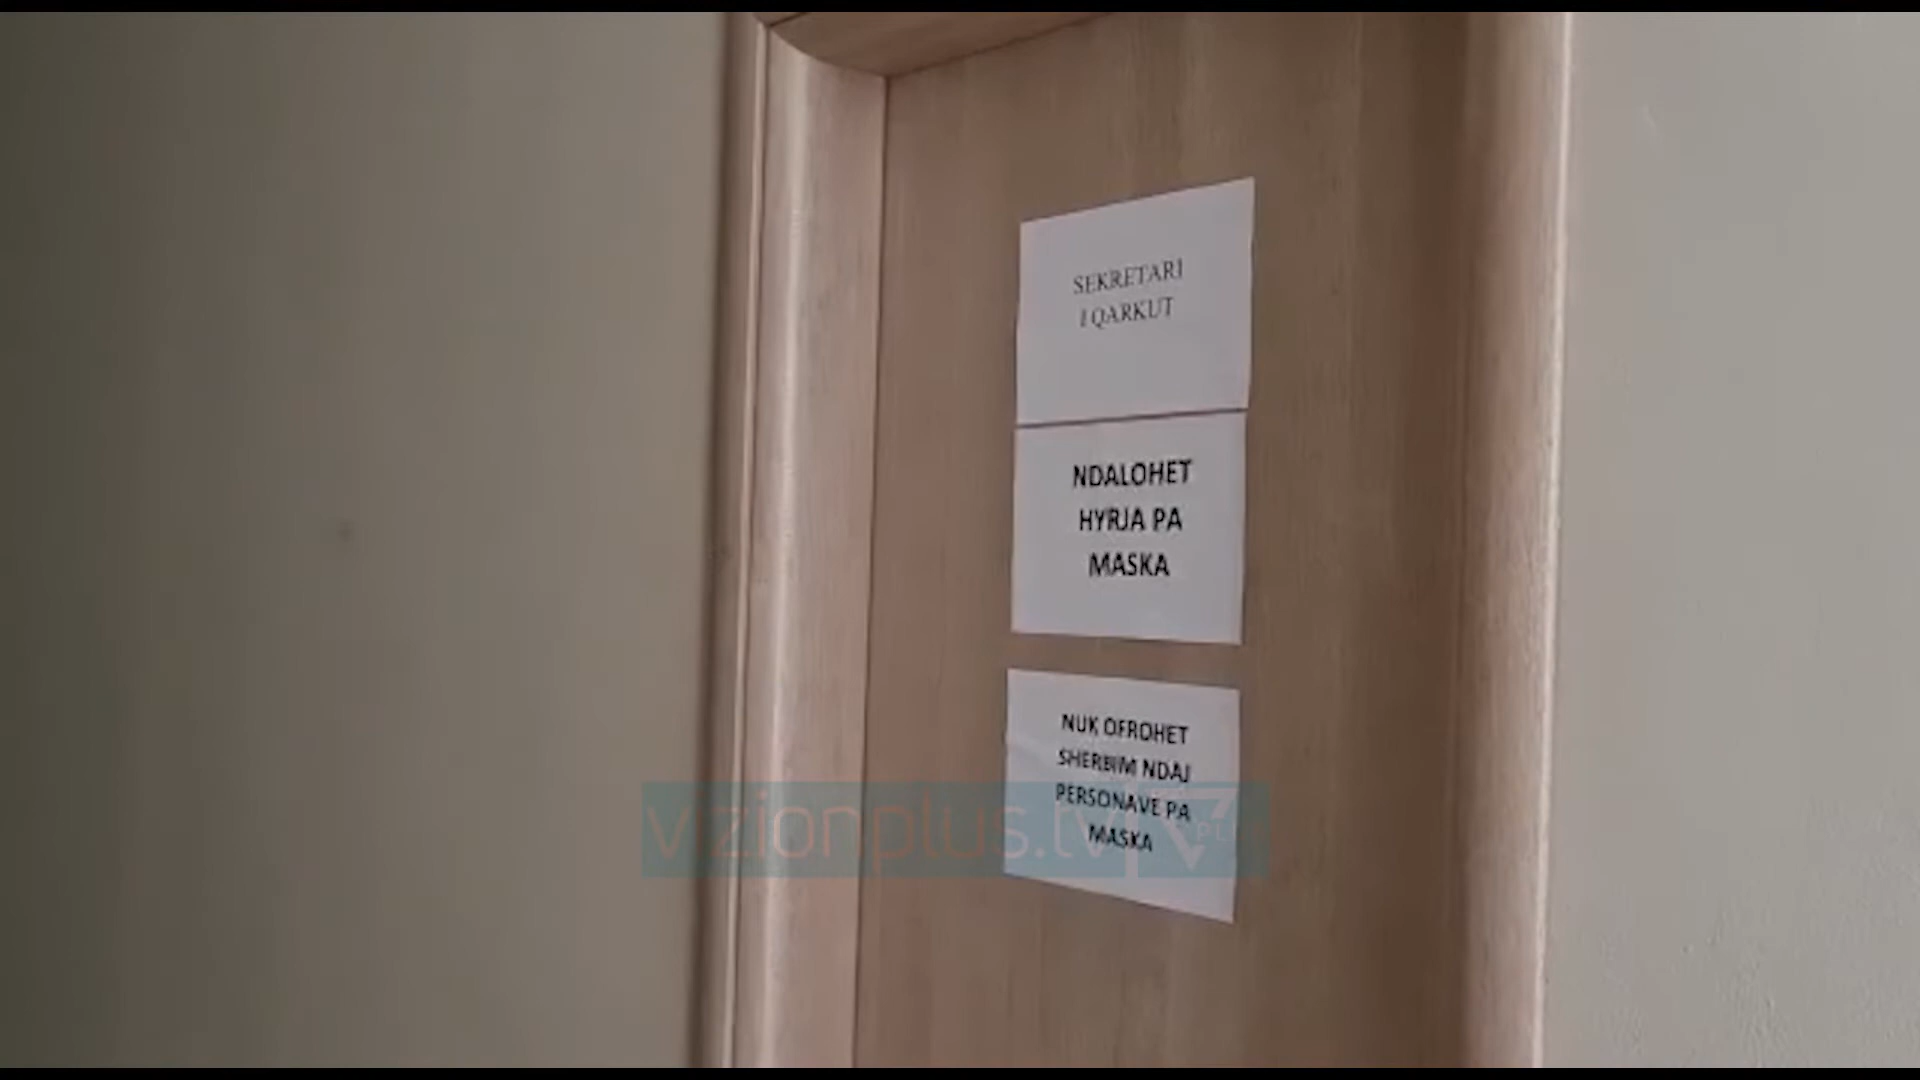 SEKRETARI
I QARKUT
NDALOHET
HYRJA PA
MASKA
NUK OFROHET
SHERBIM NDAJ
PERSONAVE PA
MASKA
vizionplus.tv